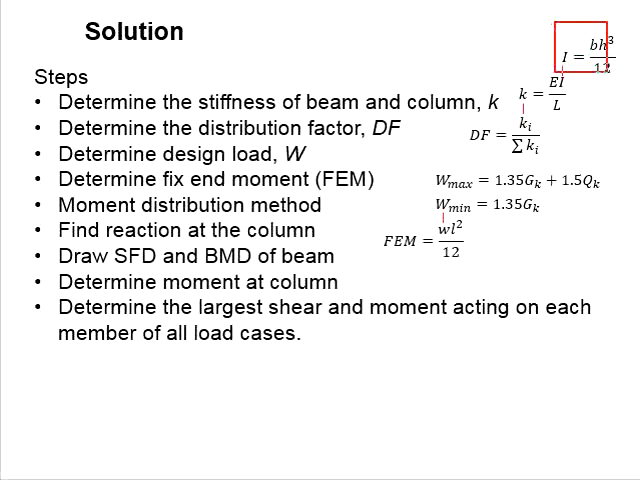 Solution
Steps
• Determine the stiffness of beam and column, k
• Determine the distribution factor, DF
• Determine design load, W
• Determine fix end moment (FEM)
• Moment distribution method
• Find reaction at the column
• Draw SFD and BMD of beam
• Determine moment at column
• Determine the largest shear and moment acting on each
member of all load cases.
I = bh³/12
k = EI/L
DF = kᵢ/∑ kᵢ
Wmax = 1.35Gk + 1.5Qk
Wmin = 1.35Gk
FEM = wl²/12